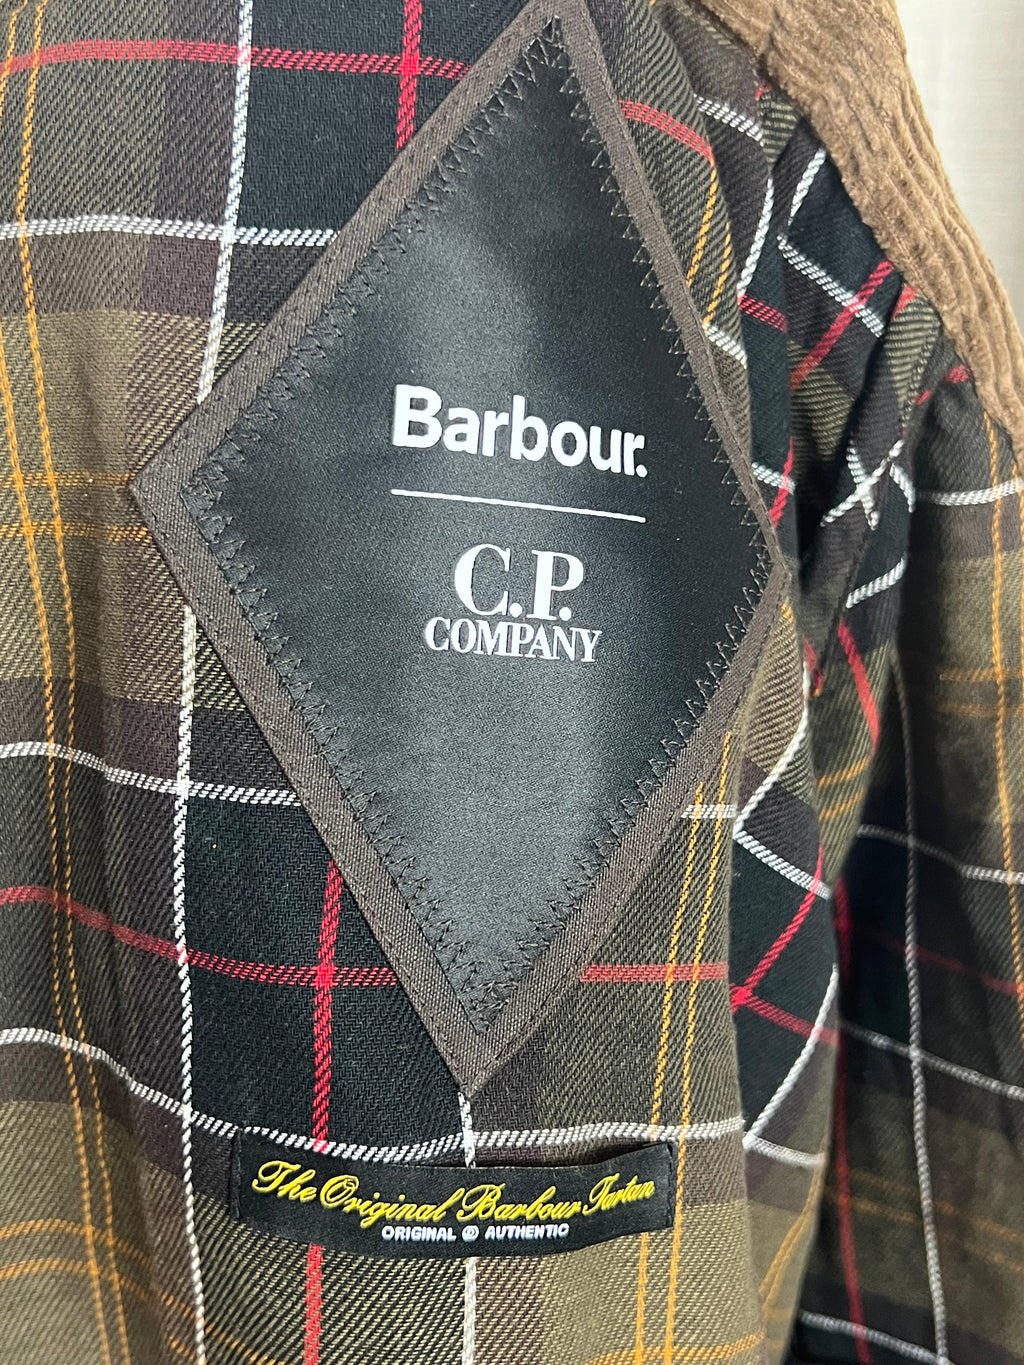 Barbour.
C.P.
COMPANY
The Original Barbour Tartan
ORIGINAL ® AUTHENTIC